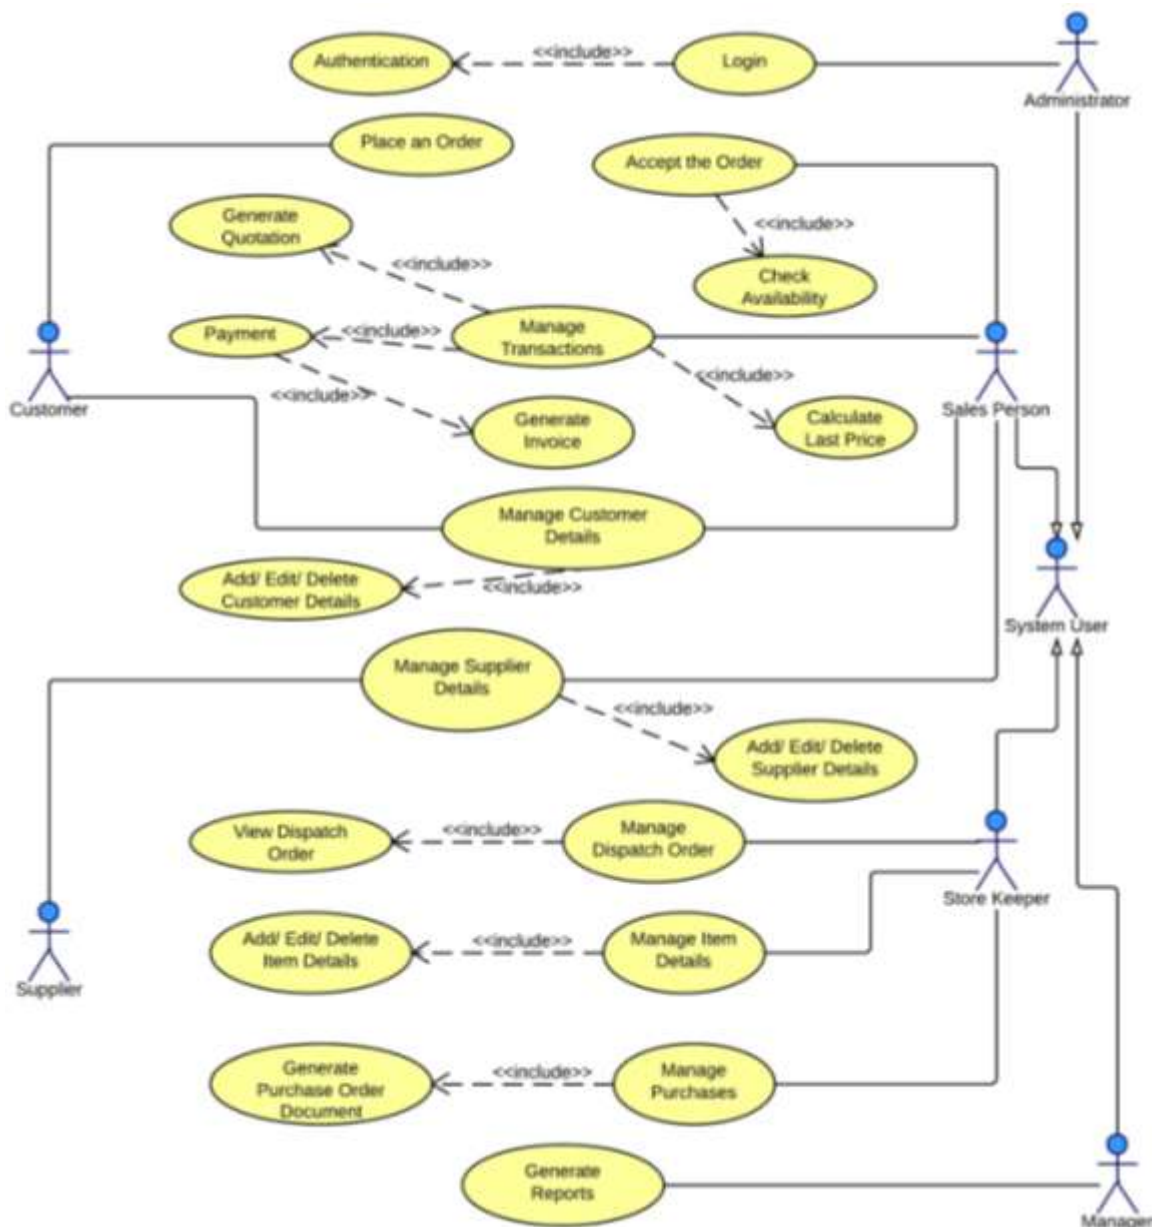 <<include>>
Authentication
Login
Administrator
Place an Order
Accept the Order
Generate
Quotation
<<include>>
<<include>>
Check
Availability
Payment
<<include>>
Manage
Transactions
<<include>>
<<include>>
Customer
Sales Person
Generate
Invoice
Calculate
Last Price
Manage Customer
Details
Add/ Edit/ Delete
Customer Details
<<include>>
System User
Manage Supplier
Details
<<include>>
Add/ Edit/ Delete
Supplier Details
View Dispatch
Order
<<include>>
Manage
Dispatch Order
Store Keeper
Add/ Edit/ Delete
Item Details
<<include>>
Manage Item
Details
Supplier
Generate
Purchase Order
Document
<<include>>
Manage
Purchases
Generate
Reports
Manager